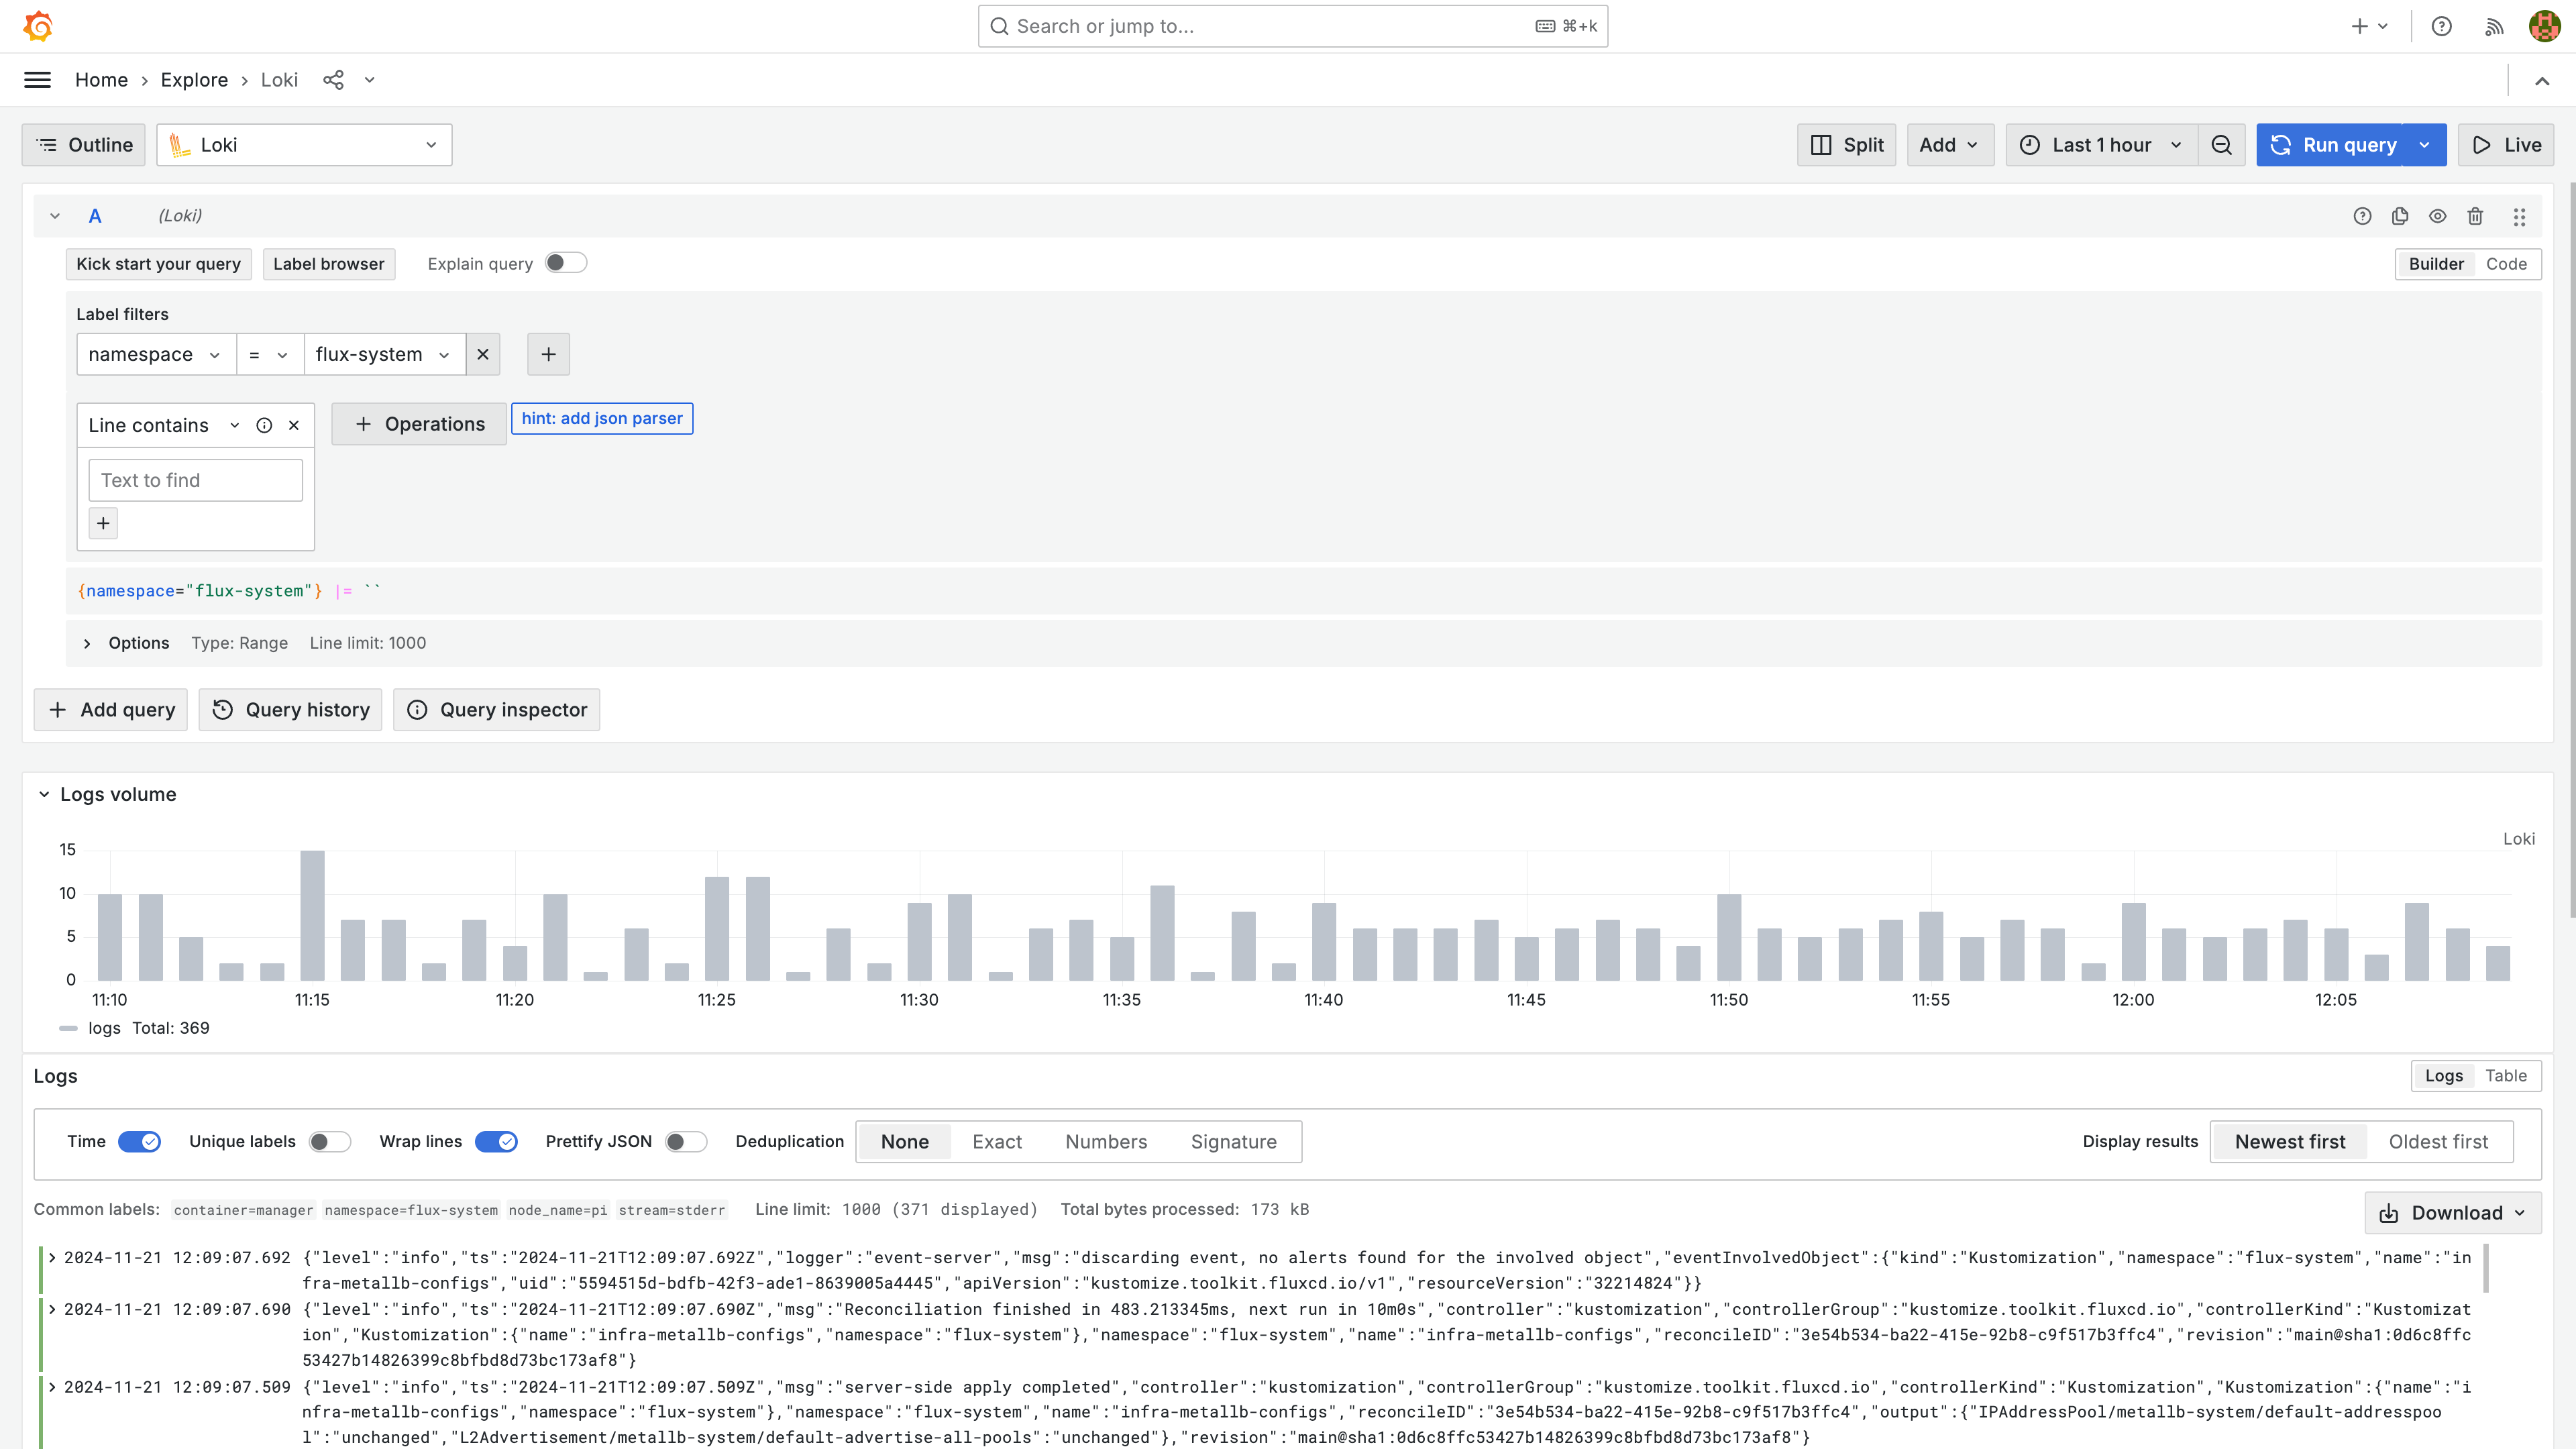 Search or jump to...
⌘+k
Home › Explore › Loki
Outline
Loki
Split
Add
Last 1 hour
Run query
Live
A
(Loki)
Kick start your query
Label browser
Explain query
Builder
Code
Label filters
namespace
=
flux-system
Line contains
+ Operations
hint: add json parser
Text to find
{namespace="flux-system"} |= ``
Options
Type: Range
Line limit: 1000
+ Add query
Query history
Query inspector
Logs volume
Loki
15
10
5
0
11:10
11:15
11:20
11:25
11:30
11:35
11:40
11:45
11:50
11:55
12:00
12:05
logs Total: 369
Logs
Logs
Table
Time
Unique labels
Wrap lines
Prettify JSON
Deduplication
None
Exact
Numbers
Signature
Display results
Newest first
Oldest first
Common labels: container=manager namespace=flux-system node_name=pi stream=stderr
Line limit: 1000 (371 displayed)
Total bytes processed: 173 kB
Download
2024-11-21 12:09:07.692 {"level":"info","ts":"2024-11-21T12:09:07.692Z","logger":"event-server","msg":"discarding event, no alerts found for the involved object","eventInvolvedObject":{"kind":"Kustomization","namespace":"flux-system","name":"in
fra-metallb-configs","uid":"5594515d-bdfb-42f3-ade1-8639005a4445","apiVersion":"kustomize.toolkit.fluxcd.io/v1","resourceVersion":"32214824"}}
2024-11-21 12:09:07.690 {"level":"info","ts":"2024-11-21T12:09:07.690Z","msg":"Reconciliation finished in 483.213345ms, next run in 10m0s","controller":"kustomization","controllerGroup":"kustomize.toolkit.fluxcd.io","controllerKind":"Kustomizat
ion","Kustomization":{"name":"infra-metallb-configs","namespace":"flux-system"},"namespace":"flux-system","name":"infra-metallb-configs","reconcileID":"3e54b534-ba22-415e-92b8-c9f517b3ffc4","revision":"main@sha1:0d6c8ffc
53427b14826399c8bfbd8d73bc173af8"}
2024-11-21 12:09:07.509 {"level":"info","ts":"2024-11-21T12:09:07.509Z","msg":"server-side apply completed","controller":"kustomization","controllerGroup":"kustomize.toolkit.fluxcd.io","controllerKind":"Kustomization","Kustomization":{"name":"i
nfra-metallb-configs","namespace":"flux-system"},"namespace":"flux-system","name":"infra-metallb-configs","reconcileID":"3e54b534-ba22-415e-92b8-c9f517b3ffc4","output":{"IPAddressPool/metallb-system/default-addresspoo
l":"unchanged","L2Advertisement/metallb-system/default-advertise-all-pools":"unchanged"},"revision":"main@sha1:0d6c8ffc53427b14826399c8bfbd8d73bc173af8"}